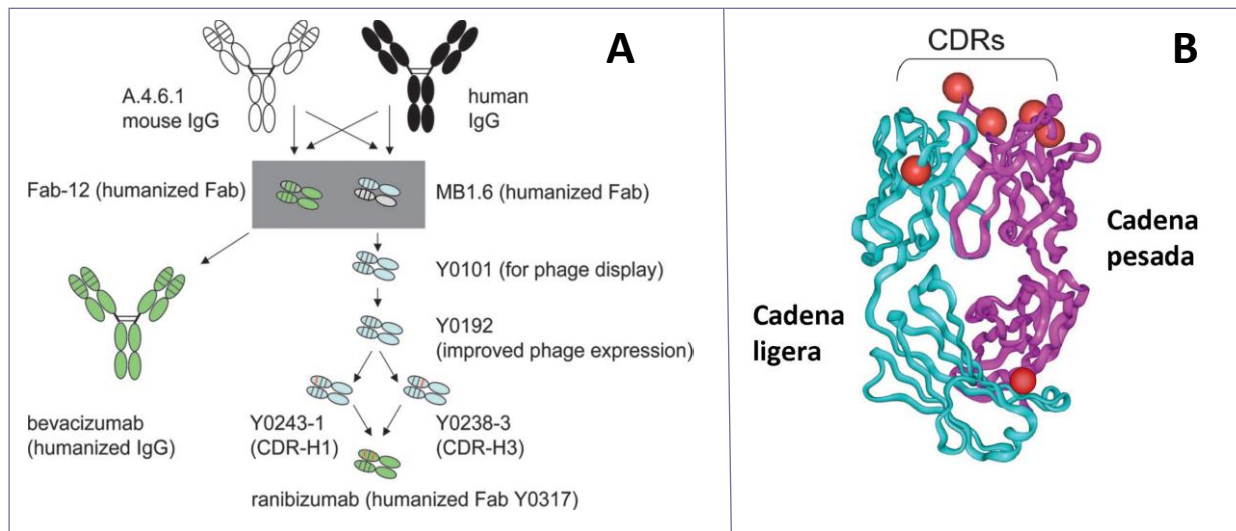 A
A.4.6.1
mouse IgG
human
IgG
Fab-12 (humanized Fab)
MB1.6 (humanized Fab)
Y0101 (for phage display)
Y0192
(improved phage expression)
bevacizumab
(humanized IgG)
Y0243-1
(CDR-H1)
Y0238-3
(CDR-H3)
ranibizumab (humanized Fab Y0317)
B
CDRs
Cadena
pesada
Cadena
ligera